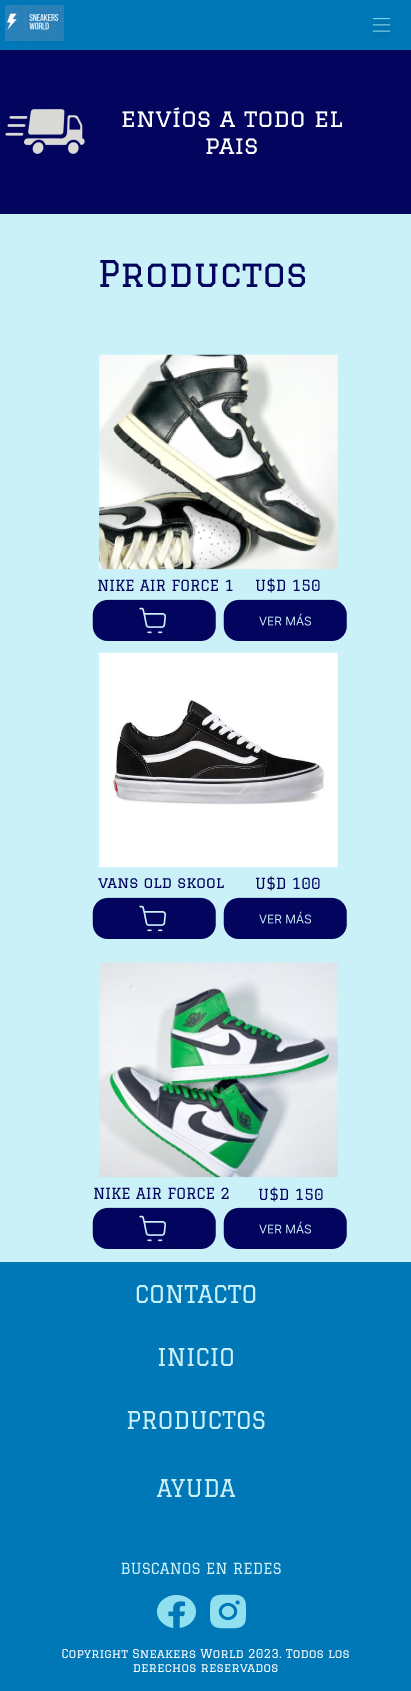 SNEAKERS
WORLD
ENVÍOS A TODO EL
PAIS
PRODUCTOS
NIKE AIR FORCE 1 U$D 150
VER MÁS
VANS OLD SKOOL U$D 100
VER MÁS
NIKE AIR FORCE 2 U$D 150
VER MÁS
CONTACTO
INICIO
PRODUCTOS
AYUDA
BUSCANOS EN REDES
COPYRIGHT SNEAKERS WORLD 2023. TODOS LOS
DERECHOS RESERVADOS